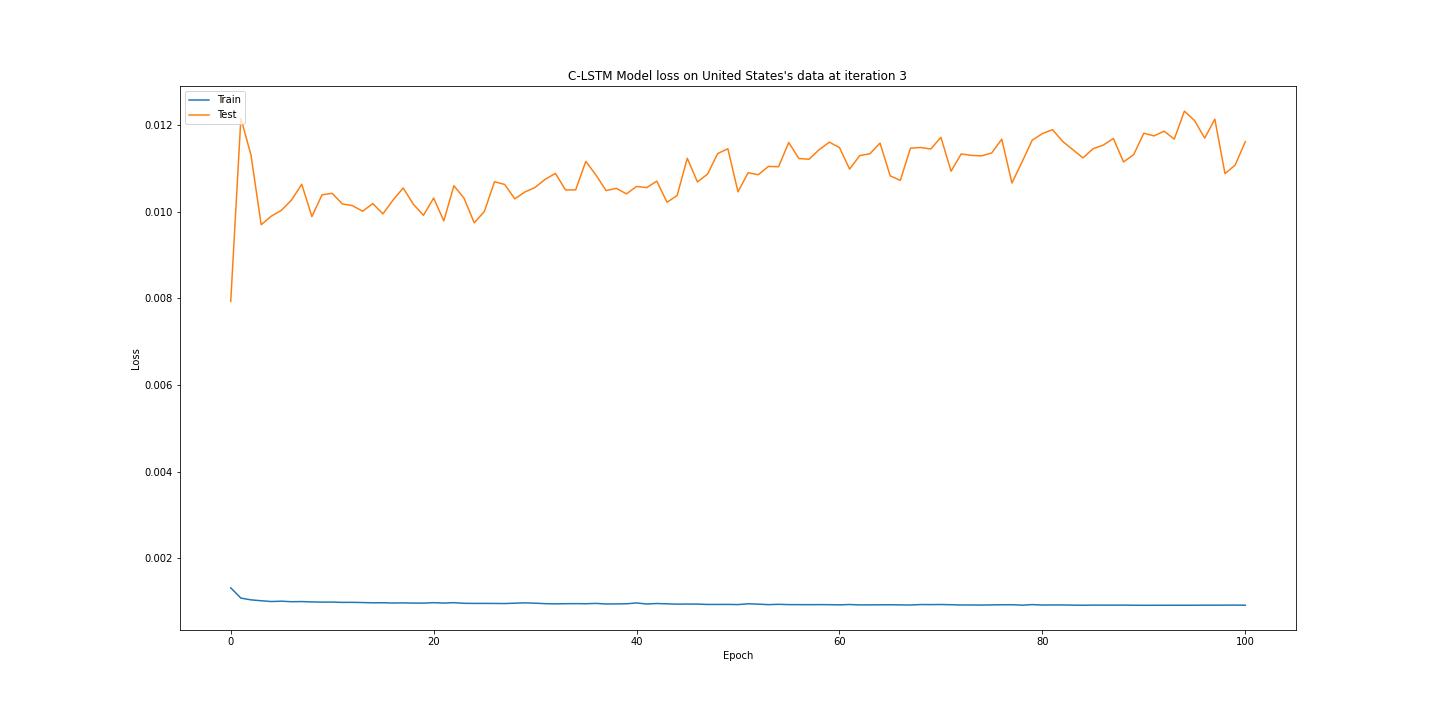 C-LSTM Model loss on United States's data at iteration 3
Train
Test
0.012
0.010
0.008
0.006
0.004
0.002
Loss
0 20 40 60 80 100
Epoch